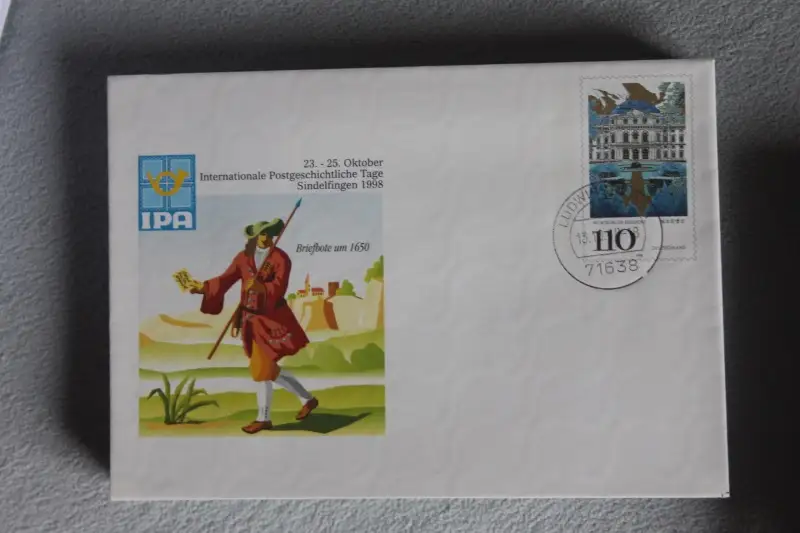 23. - 25. Oktober
Internationale Postgeschichtliche Tage
Sindelfingen 1998
IPA
Briefbote um 1650
110
71638